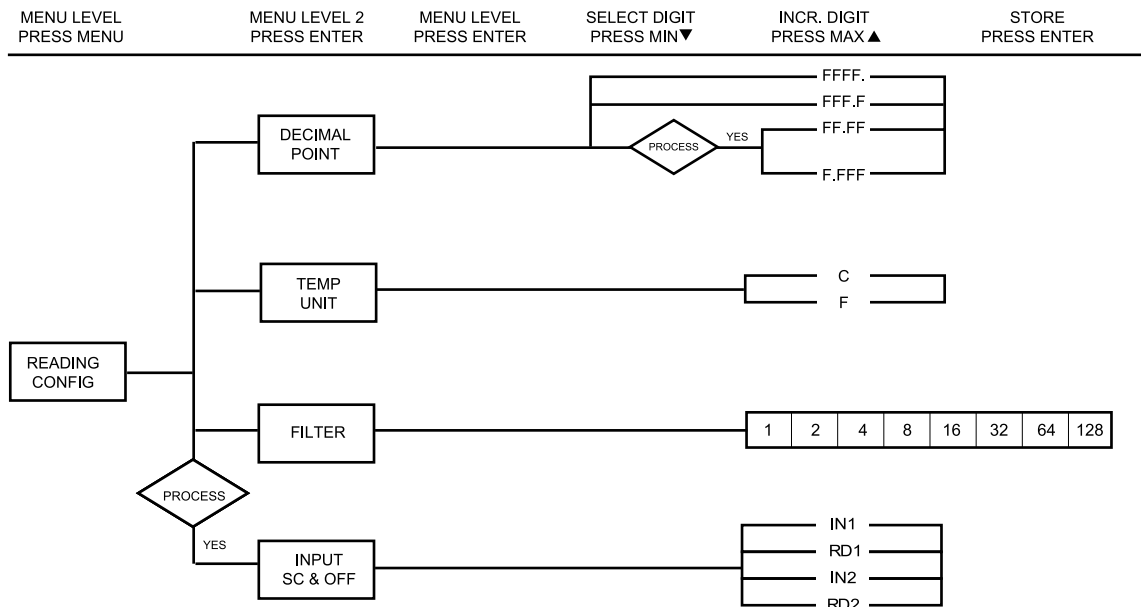 MENU LEVEL
PRESS MENU
MENU LEVEL 2
PRESS ENTER
MENU LEVEL
PRESS ENTER
SELECT DIGIT
PRESS MIN▼
INCR. DIGIT
PRESS MAX▲
STORE
PRESS ENTER
FFFF.
FFF.F
DECIMAL
POINT
PROCESS
YES
FF.FF
F.FFF
TEMP
UNIT
C
F
READING
CONFIG
FILTER
1 2 4 8 16 32 64 128
PROCESS
YES
INPUT
SC & OFF
IN1
RD1
IN2
RD2